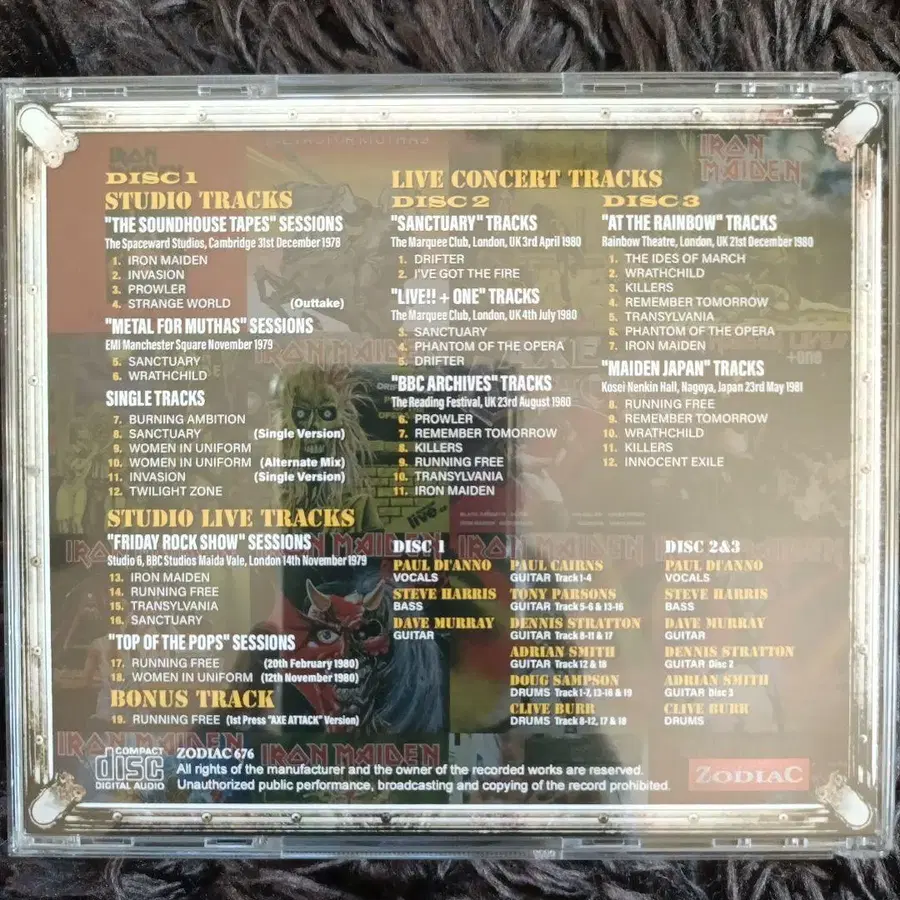 DISC 1
STUDIO TRACKS
"THE SOUNDHOUSE TAPES" SESSIONS
The Spaceward Studios, Cambridge 31st December 1978
1. IRON MAIDEN
2. INVASION
3. PROWLER
4. STRANGE WORLD (Outtake)
"METAL FOR MUTHAS" SESSIONS
EMI Manchester Square November 1979
5. SANCTUARY
6. WRATHCHILD
SINGLE TRACKS
7. BURNING AMBITION
8. SANCTUARY (Single Version)
9. WOMEN IN UNIFORM
10. WOMEN IN UNIFORM (Alternate Mix)
11. INVASION (Single Version)
12. TWILIGHT ZONE
STUDIO LIVE TRACKS
"FRIDAY ROCK SHOW" SESSIONS
Studio 6, BBC Studios Maida Vale, London 14th November 1979
13. IRON MAIDEN
14. RUNNING FREE
15. TRANSYLVANIA
16. SANCTUARY
"TOP OF THE POPS" SESSIONS
17. RUNNING FREE (20th February 1980)
18. WOMEN IN UNIFORM (12th November 1980)
BONUS TRACK
19. RUNNING FREE (1st Press "AXE ATTACK" Version)
LIVE CONCERT TRACKS
DISC 2
"SANCTUARY" TRACKS
The Marquee Club, London, UK 3rd April 1980
1. DRIFTER
2. I'VE GOT THE FIRE
"LIVE!! + ONE" TRACKS
The Marquee Club, London, UK 4th July 1980
3. SANCTUARY
4. PHANTOM OF THE OPERA
5. DRIFTER
"BBC ARCHIVES" TRACKS
The Reading Festival, UK 23rd August 1980
6. PROWLER
7. REMEMBER TOMORROW
8. KILLERS
9. RUNNING FREE
10. TRANSYLVANIA
11. IRON MAIDEN
DISC 3
"AT THE RAINBOW" TRACKS
Rainbow Theatre, London, UK 21st December 1980
1. THE IDES OF MARCH
2. WRATHCHILD
3. KILLERS
4. REMEMBER TOMORROW
5. TRANSYLVANIA
6. PHANTOM OF THE OPERA
7. IRON MAIDEN
"MAIDEN JAPAN" TRACKS
Kosei Nenkin Hall, Nagoya, Japan 23rd May 1981
8. RUNNING FREE
9. REMEMBER TOMORROW
10. WRATHCHILD
11. KILLERS
12. INNOCENT EXILE
DISC 1
PAUL DI'ANNO
VOCALS
STEVE HARRIS
BASS
DAVE MURRAY
GUITAR
PAUL CAIRNS
GUITAR Track 1-4
TONY PARSONS
GUITAR Track 5-6 & 13-16
DENNIS STRATTON
GUITAR Track 8-11 & 17
ADRIAN SMITH
GUITAR Track 12 & 18
DOUG SAMPSON
DRUMS Track 1-7, 13-16 & 19
CLIVE BURR
DRUMS Track 8-12, 17 & 18
DISC 2&3
PAUL DI'ANNO
VOCALS
STEVE HARRIS
BASS
DAVE MURRAY
GUITAR
DENNIS STRATTON
GUITAR Disc 2
ADRIAN SMITH
GUITAR Disc 3
CLIVE BURR
DRUMS
IRON MAIDEN
IRON MAIDEN
IRON MAIDEN
COMPACT
disc
DIGITAL AUDIO
ZODIAC 676
All rights of the manufacturer and the owner of the recorded works are reserved.
Unauthorized public performance, broadcasting and copying of the record prohibited.
ZODIAC